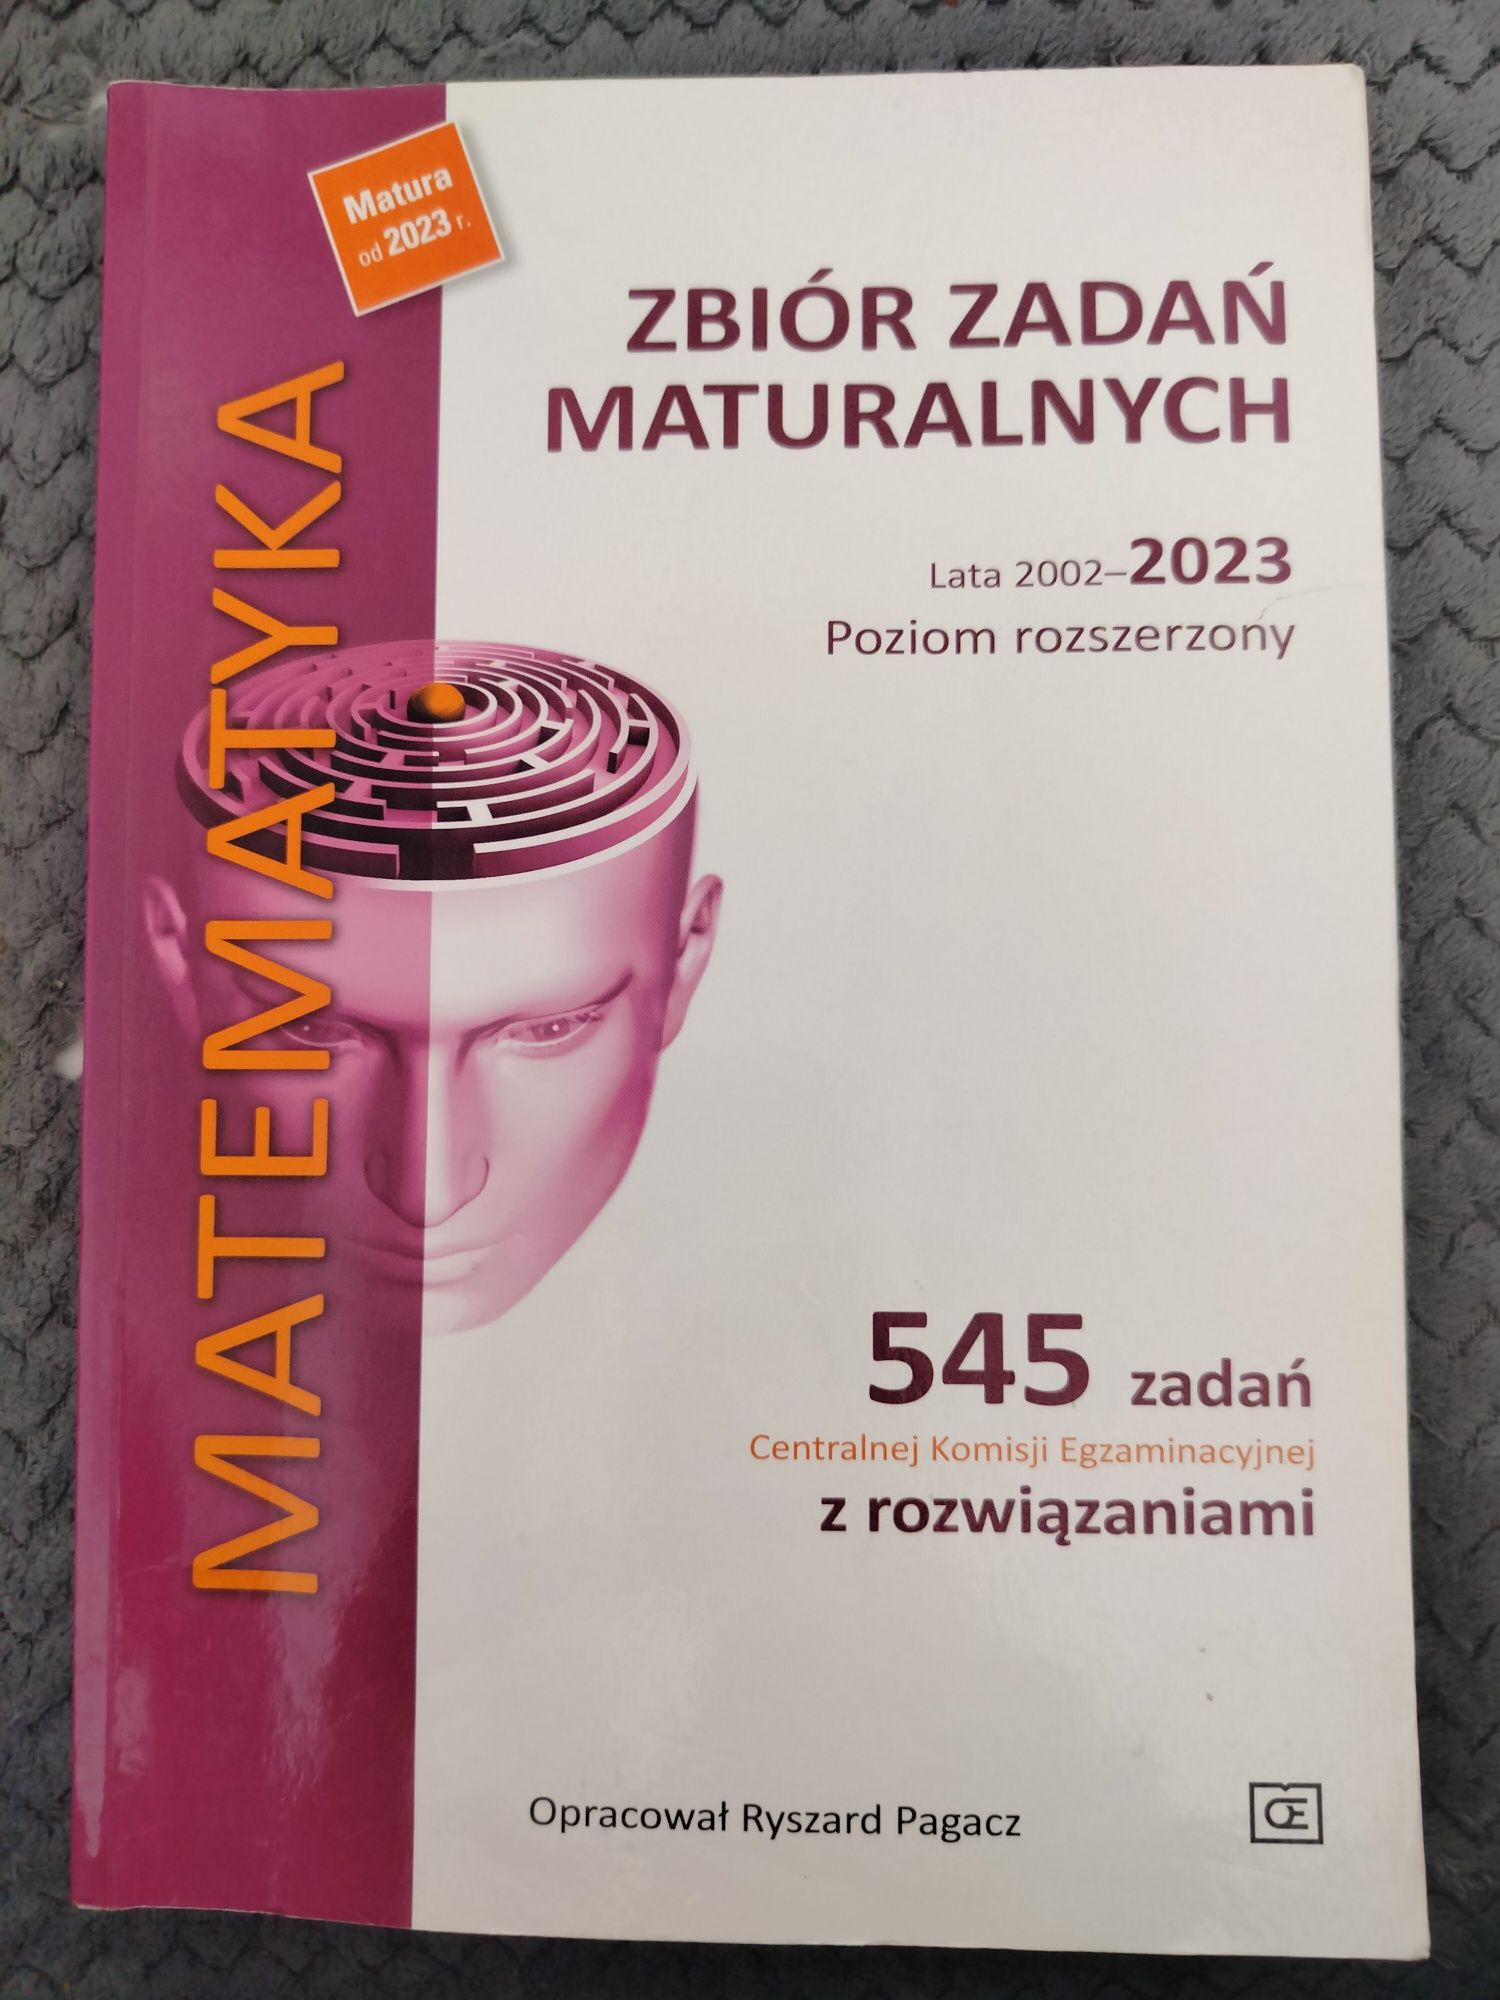 Matura
od 2023 r.
ZBIÓR ZADAŃ
MATURALNYCH
Lata 2002–2023
Poziom rozszerzony
MATEMATYKA
545 zadań
Centralnej Komisji Egzaminacyjnej
z rozwiązaniami
Opracował Ryszard Pagacz
OE